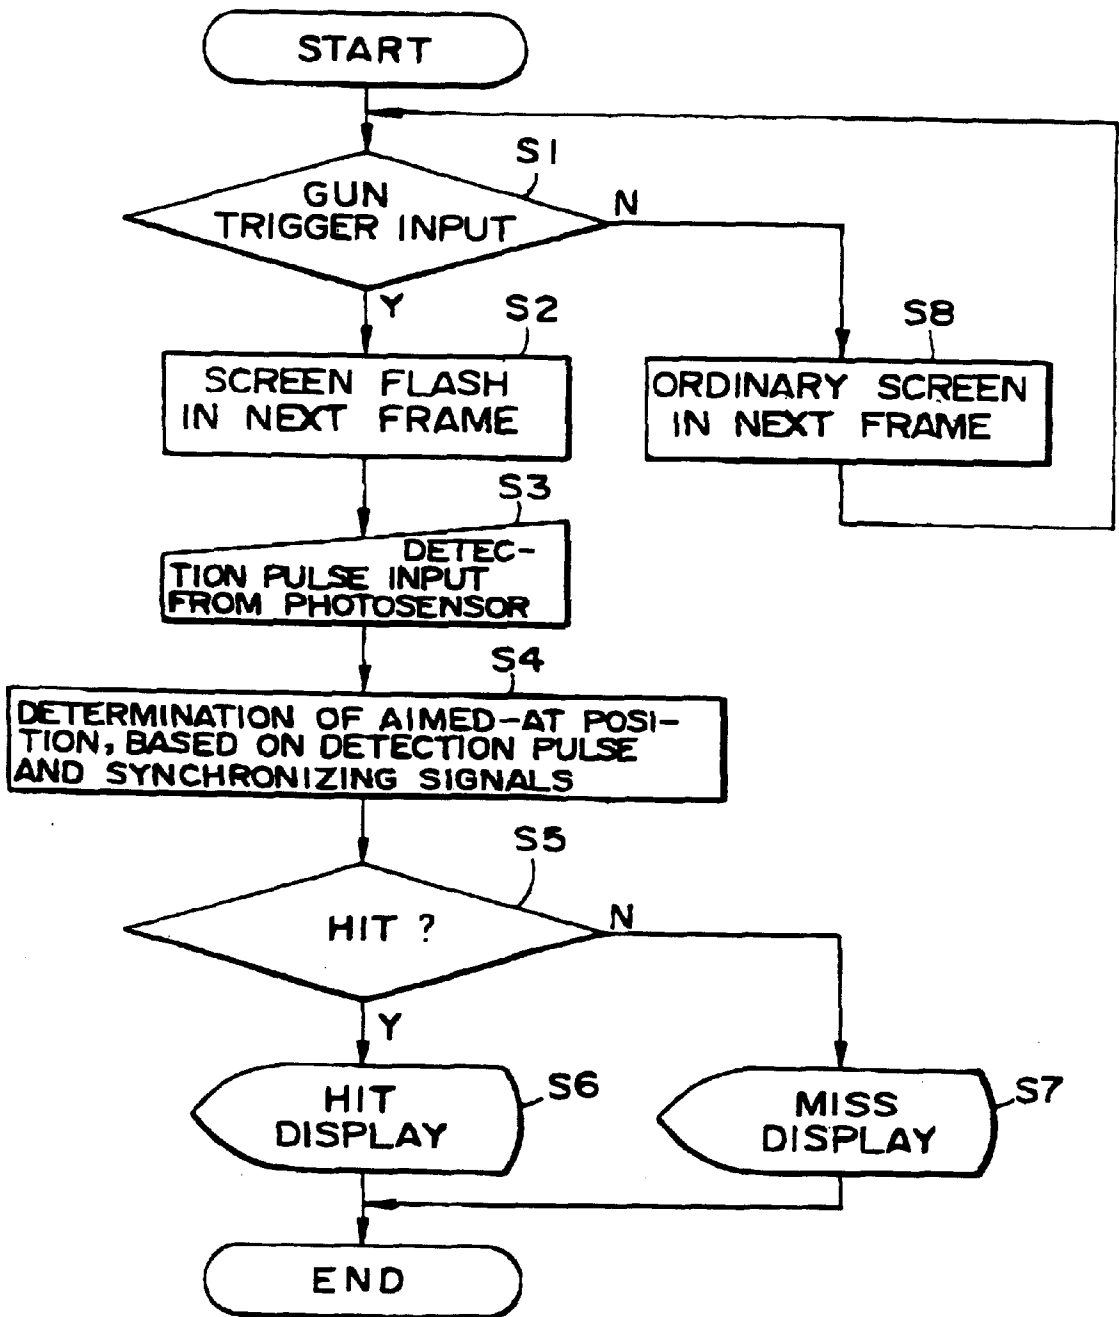 START
S1
GUN
TRIGGER INPUT
N
Y
S2
SCREEN FLASH
IN NEXT FRAME
S8
ORDINARY SCREEN
IN NEXT FRAME
S3
DETEC-
TION PULSE INPUT
FROM PHOTOSENSOR
S4
DETERMINATION OF AIMED-AT POSI-
TION, BASED ON DETECTION PULSE
AND SYNCHRONIZING SIGNALS
S5
HIT ?
N
Y
S6
HIT
DISPLAY
S7
MISS
DISPLAY
END